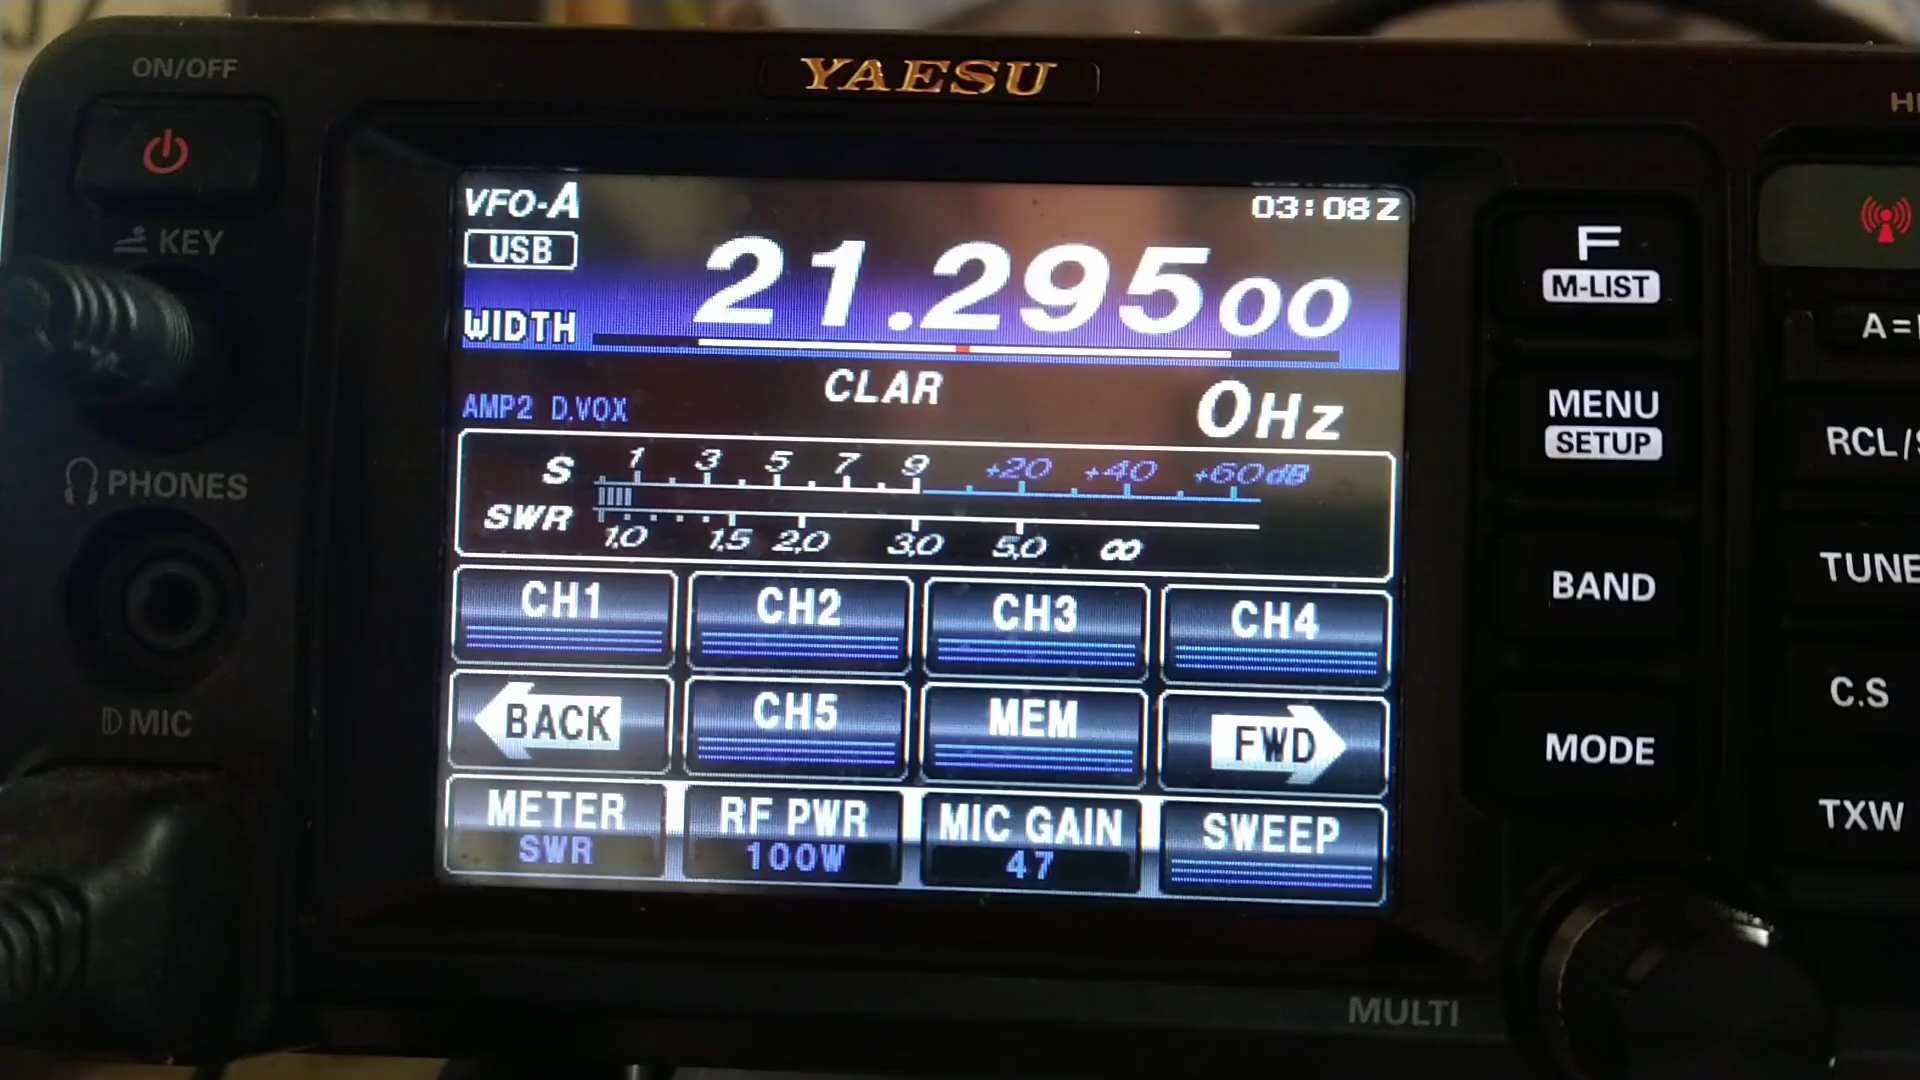 ON/OFF
YAESU
VFO-A
03:08Z
KEY
USB
21.29500
F
M-LIST
WIDTH
CLAR
0Hz
AMP2 D.VOX
MENU
SETUP
S 1 3 5 7 9 +20 +40 +60dB
PHONES
SWR
1.0 1.5 2.0 3.0 5.0 ∞
CH1 CH2 CH3 CH4
BAND
TUNE
BACK CH5 MEM FWD
C.S
MIC
MODE
METER RF PWR MIC GAIN SWEEP
SWR 100W 47
TXW
MULTI